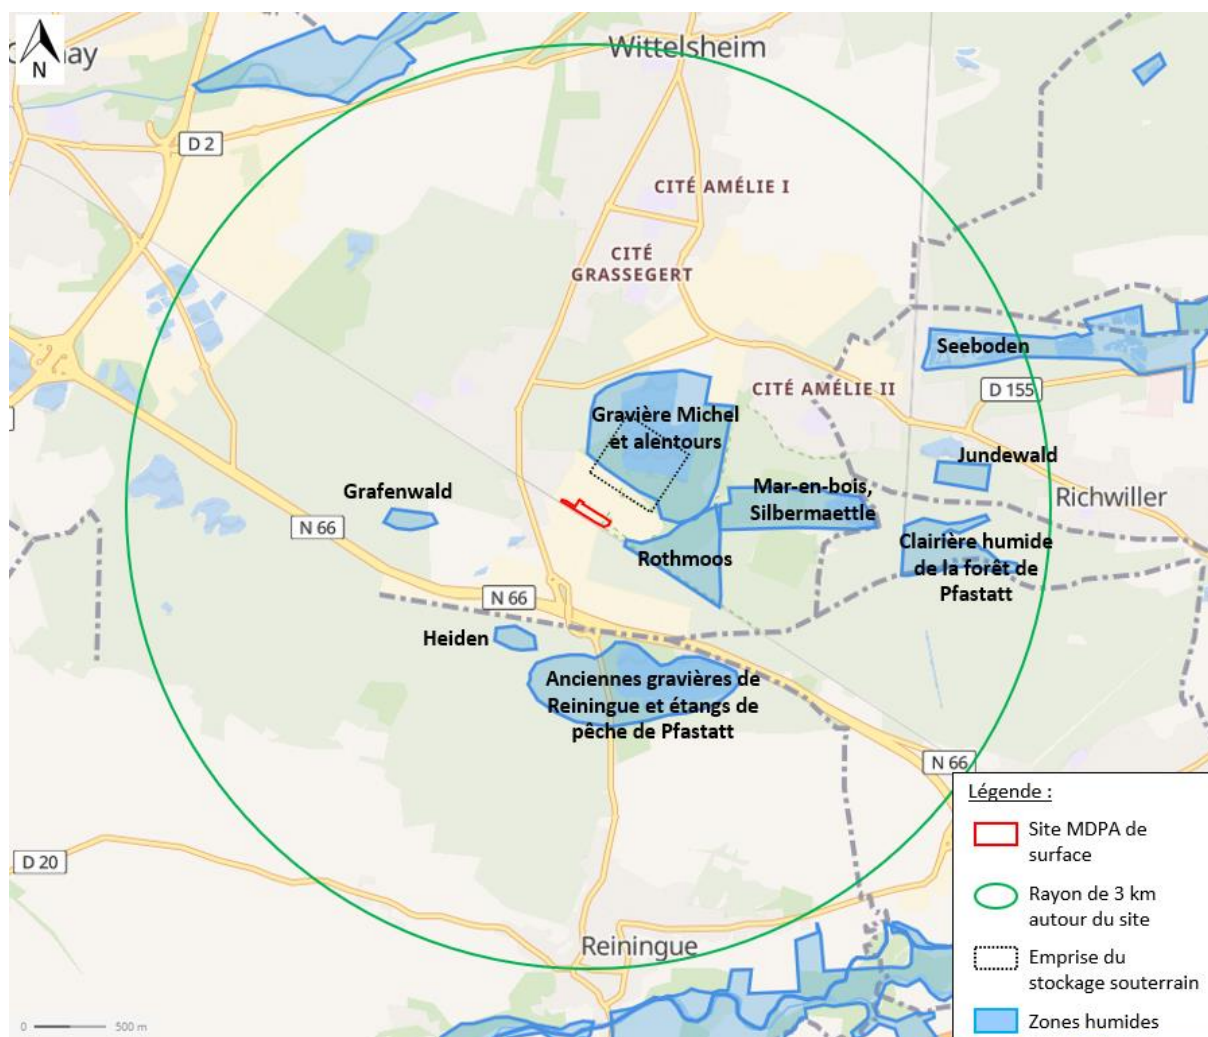 N
Wittelsheim
D 2
CITÉ AMÉLIE I
CITÉ
GRASSEGERT
Seeboden
CITÉ AMÉLIE II
D 155
Gravière Michel
et alentours
Jundewald
Grafenwald
Mar-en-bois,
Silbermaettle
Richwiller
N 66
Clairière humide
de la forêt de
Pfastatt
Rothmoos
N 66
Heiden
Anciennes gravières de
Reiningue et étangs de
pêche de Pfastatt
N 66
D 20
Reiningue
0 500 m
Légende :
Site MDPA de
surface
Rayon de 3 km
autour du site
Emprise du
stockage souterrain
Zones humides